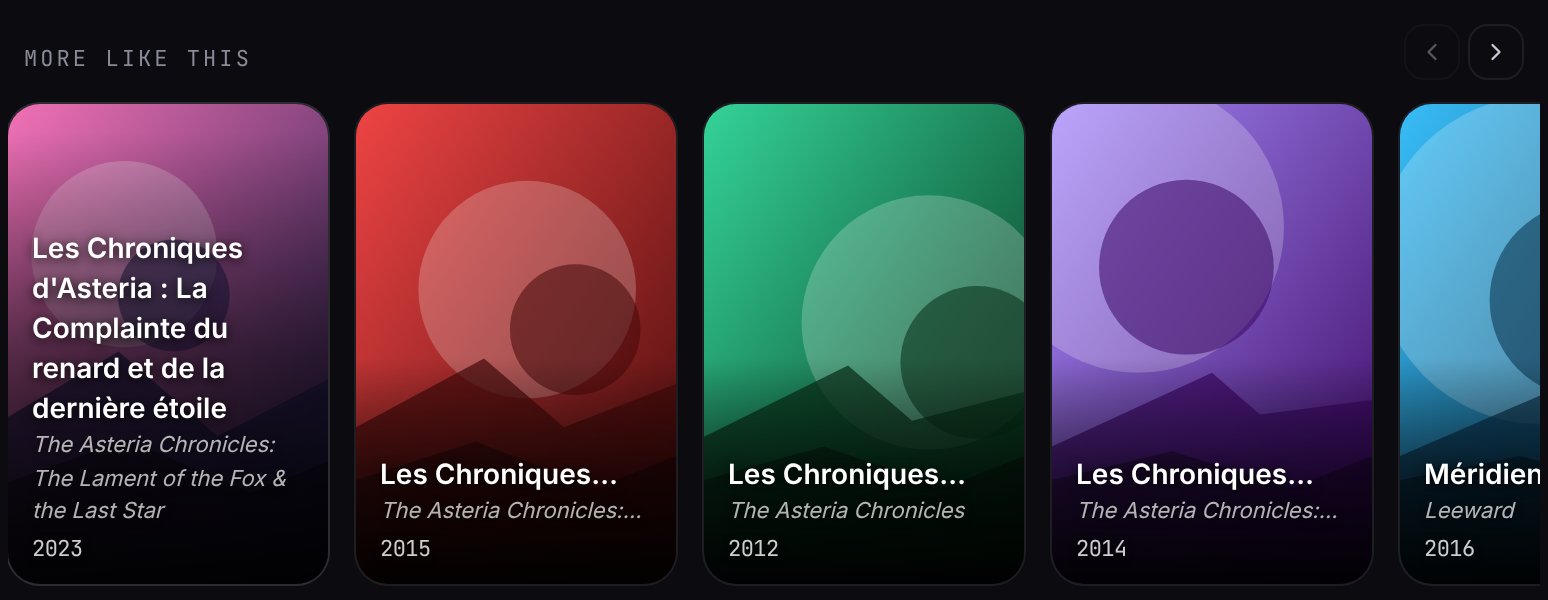 MORE LIKE THIS
Les Chroniques
d'Asteria : La
Complainte du
renard et de la
dernière étoile
The Asteria Chronicles:
The Lament of the Fox &
the Last Star
2023
Les Chroniques...
The Asteria Chronicles:...
2015
Les Chroniques...
The Asteria Chronicles
2012
Les Chroniques...
The Asteria Chronicles:...
2014
Méridien
Leeward
2016